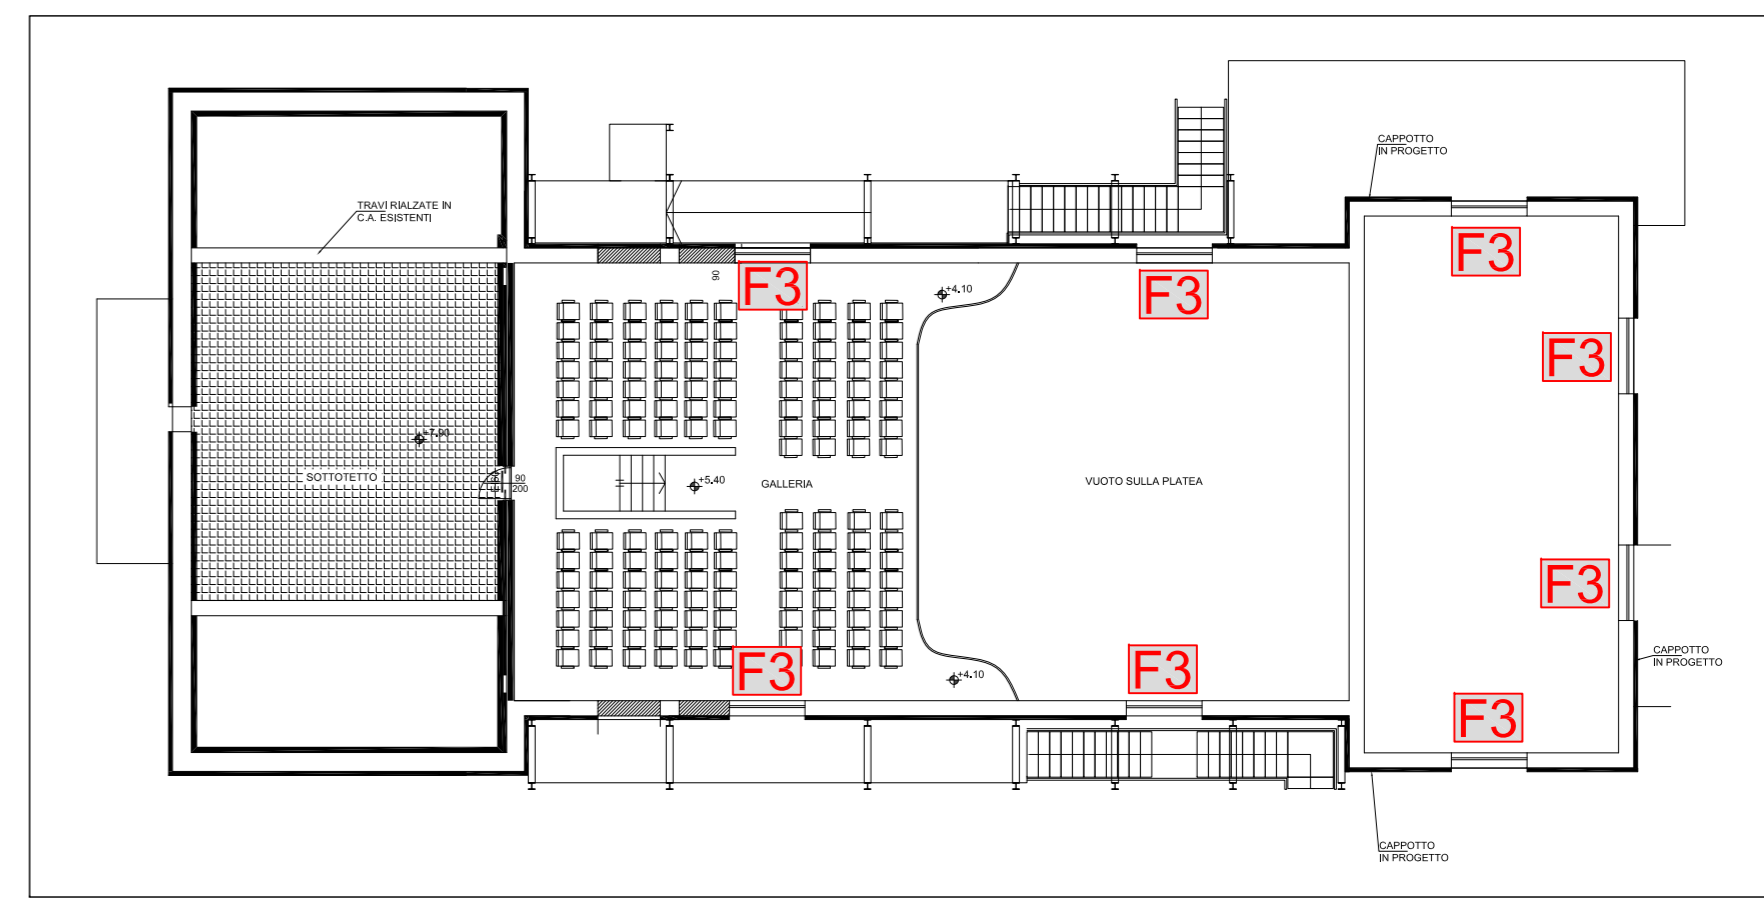 CAPPOTTO
IN PROGETTO
TRAVI RIALZATE IN
C.A. ESISTENTI
F3
F3
F3
90
+4.10
F3
+7.90
SOTTOTETTO
90
200
+5.40
GALLERIA
VUOTO SULLA PLATEA
F3
F3
F3
+4.10
CAPPOTTO
IN PROGETTO
F3
CAPPOTTO
IN PROGETTO